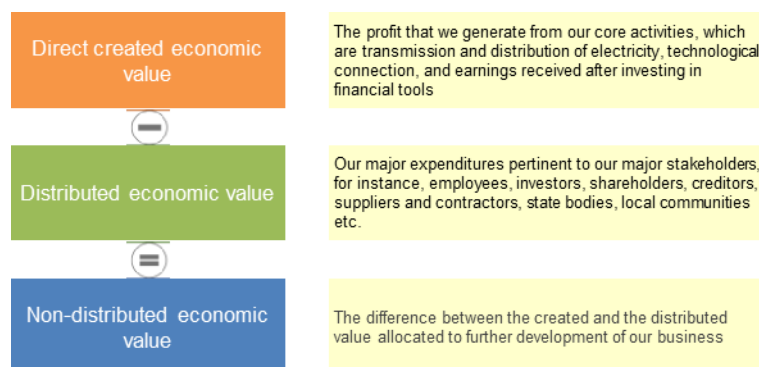 Direct created economic
value
The profit that we generate from our core activities, which
are transmission and distribution of electricity, technological
connection, and earnings received after investing in
financial tools
Distributed economic value
Our major expenditures pertinent to our major stakeholders,
for instance, employees, investors, shareholders, creditors,
suppliers and contractors, state bodies, local communities
etc.
Non-distributed economic
value
The difference between the created and the distributed
value allocated to further development of our business